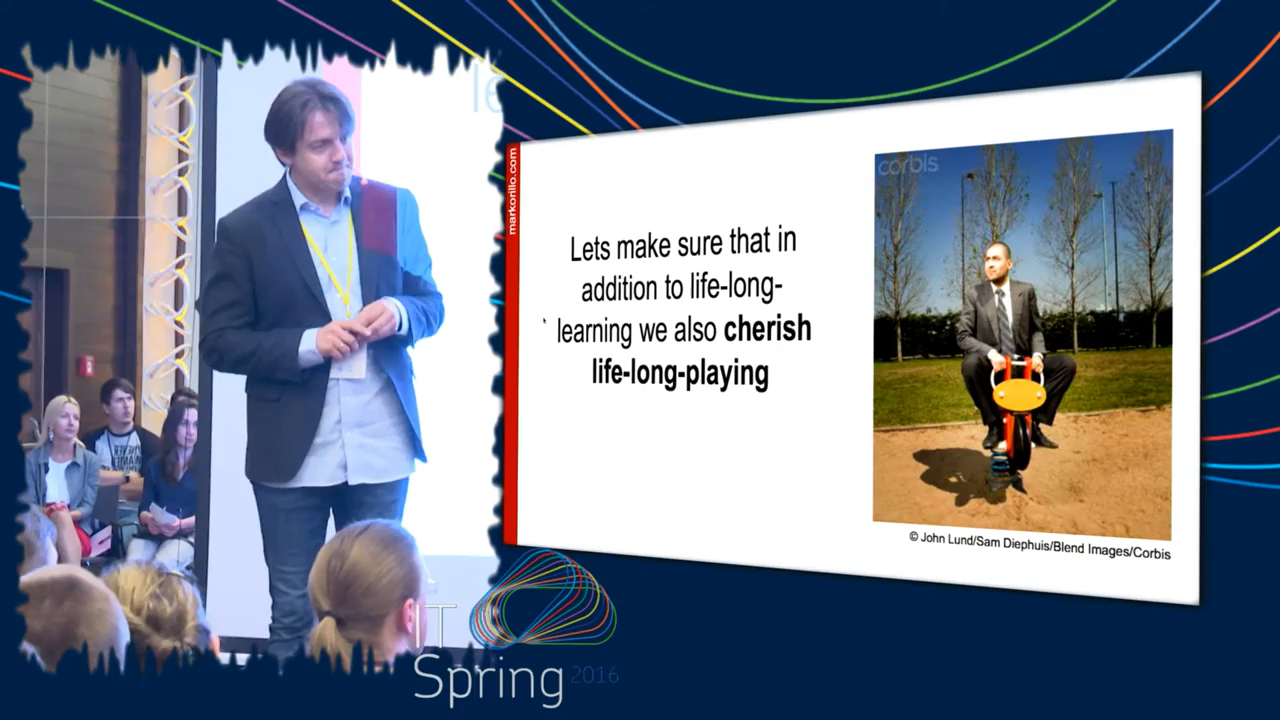 le
markorillo.com
Lets make sure that in
addition to life-long-
learning we also cherish
life-long-playing
corbis
© John Lund/Sam Diephuis/Blend Images/Corbis
IT
Spring 2016